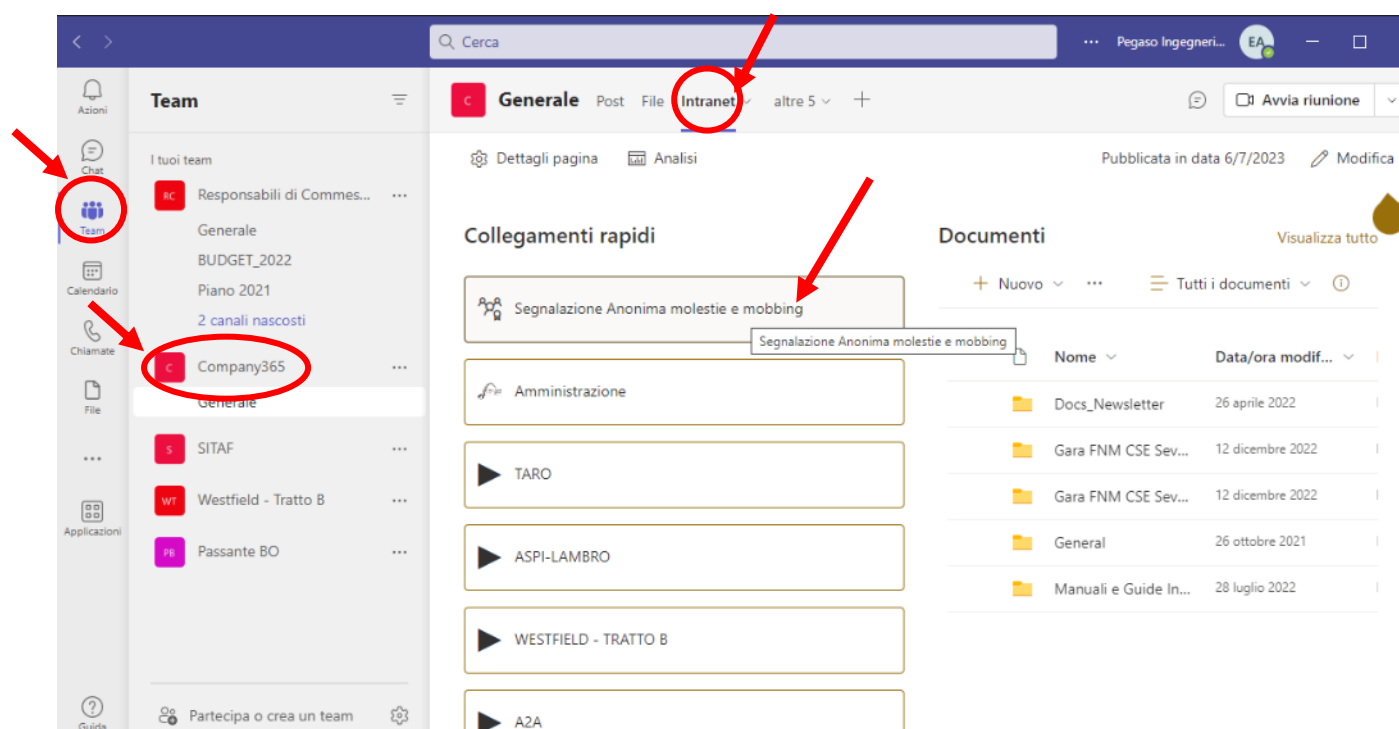 Cerca
Pegaso Ingegneri...
EA
Azioni
Chat
Team
Calendario
Chiamate
File
Applicazioni
Guida
Team
I tuoi team
RC Responsabili di Commes...
Generale
BUDGET_2022
Piano 2021
2 canali nascosti
C Company365
Generale
S SITAF
WT Westfield - Tratto B
PB Passante BO
Partecipa o crea un team
C Generale Post File Intranet altre 5
Avvia riunione
Dettagli pagina Analisi
Pubblicata in data 6/7/2023 Modifica
Collegamenti rapidi
Segnalazione Anonima molestie e mobbing
Segnalazione Anonima molestie e mobbing
Amministrazione
TARO
ASPI-LAMBRO
WESTFIELD - TRATTO B
A2A
Documenti
Visualizza tutto
Nuovo ... Tutti i documenti
Nome Data/ora modif...
Docs_Newsletter 26 aprile 2022
Gara FNM CSE Sev... 12 dicembre 2022
Gara FNM CSE Sev... 12 dicembre 2022
General 26 ottobre 2021
Manuali e Guide In... 28 luglio 2022